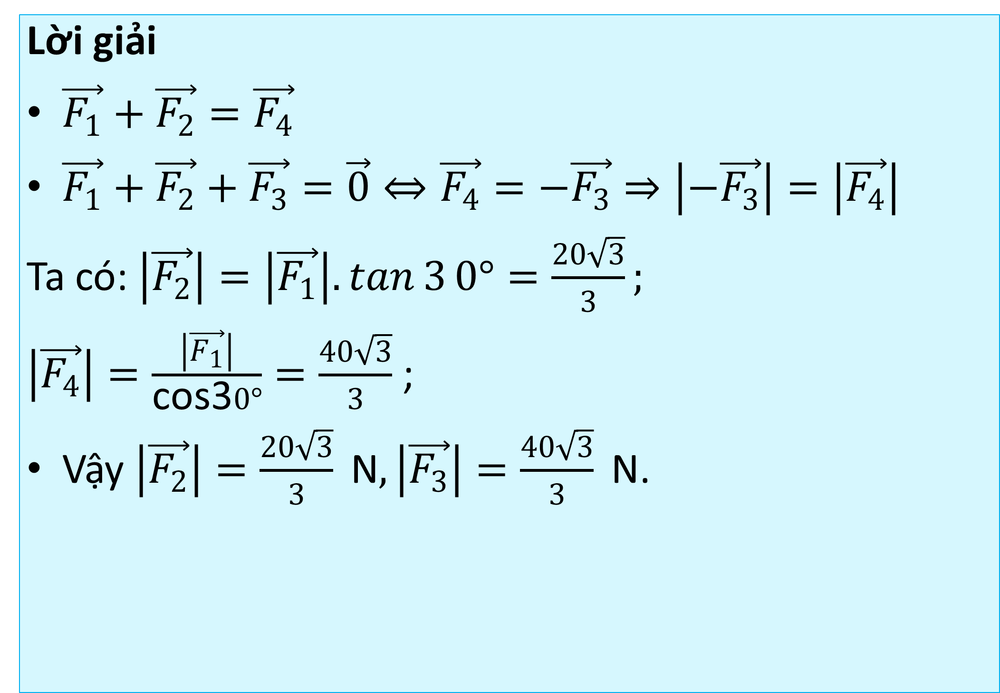 Lời giải
• $\overrightarrow{F_1} + \overrightarrow{F_2} = \overrightarrow{F_4}$
• $\overrightarrow{F_1} + \overrightarrow{F_2} + \overrightarrow{F_3} = \overrightarrow{0} \Leftrightarrow \overrightarrow{F_4} = -\overrightarrow{F_3} \Rightarrow \left|-\overrightarrow{F_3}\right| = \left|\overrightarrow{F_4}\right|$
Ta có: $\left|\overrightarrow{F_2}\right| = \left|\overrightarrow{F_1}\right|. tan 3 0° = \frac{20\sqrt{3}}{3}$;
$\left|\overrightarrow{F_4}\right| = \frac{\left|\overrightarrow{F_1}\right|}{\text{cos}30°} = \frac{40\sqrt{3}}{3}$ ;
• Vậy $\left|\overrightarrow{F_2}\right| = \frac{20\sqrt{3}}{3}$ N, $\left|\overrightarrow{F_3}\right| = \frac{40\sqrt{3}}{3}$ N.